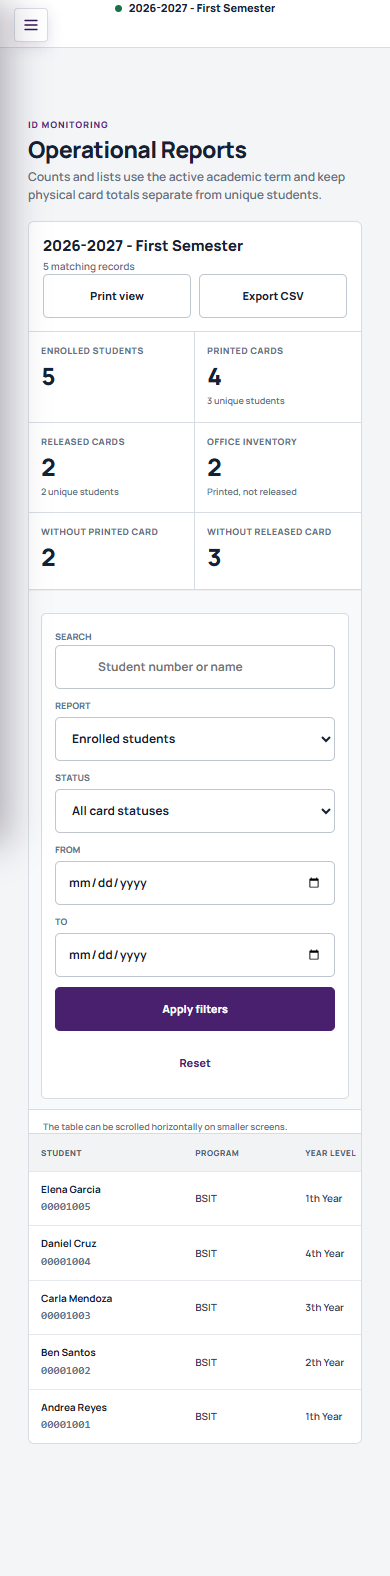 2026-2027 - First Semester
ID MONITORING
Operational Reports
Counts and lists use the active academic term and keep
physical card totals separate from unique students.
2026-2027 - First Semester
5 matching records
Print view
Export CSV
ENROLLED STUDENTS
5
PRINTED CARDS
4
3 unique students
RELEASED CARDS
2
2 unique students
OFFICE INVENTORY
2
Printed, not released
WITHOUT PRINTED CARD
2
WITHOUT RELEASED CARD
3
SEARCH
Student number or name
REPORT
Enrolled students
STATUS
All card statuses
FROM
mm/dd/yyyy
TO
mm/dd/yyyy
Apply filters
Reset
The table can be scrolled horizontally on smaller screens.
STUDENT PROGRAM YEAR LEVEL
Elena Garcia
00001005 BSIT 1th Year
Daniel Cruz
00001004 BSIT 4th Year
Carla Mendoza
00001003 BSIT 3th Year
Ben Santos
00001002 BSIT 2th Year
Andrea Reyes
00001001 BSIT 1th Year